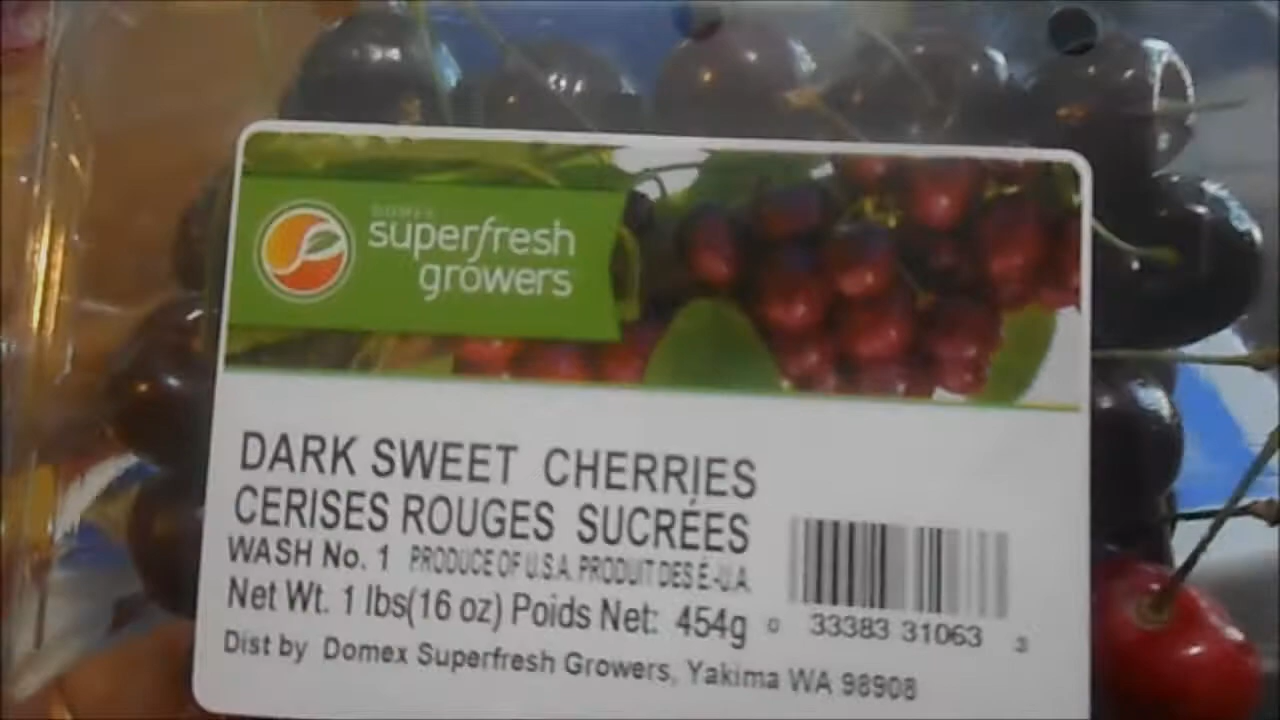 DOMEX
superfresh
growers
DARK SWEET CHERRIES
CERISES ROUGES SUCRÉES
WASH No. 1 PRODUCE OF U.S.A. PRODUIT DES É.-U.A.
Net Wt. 1 lbs(16 oz) Poids Net: 454g
0 33383 31063 3
Dist by Domex Superfresh Growers, Yakima WA 98908